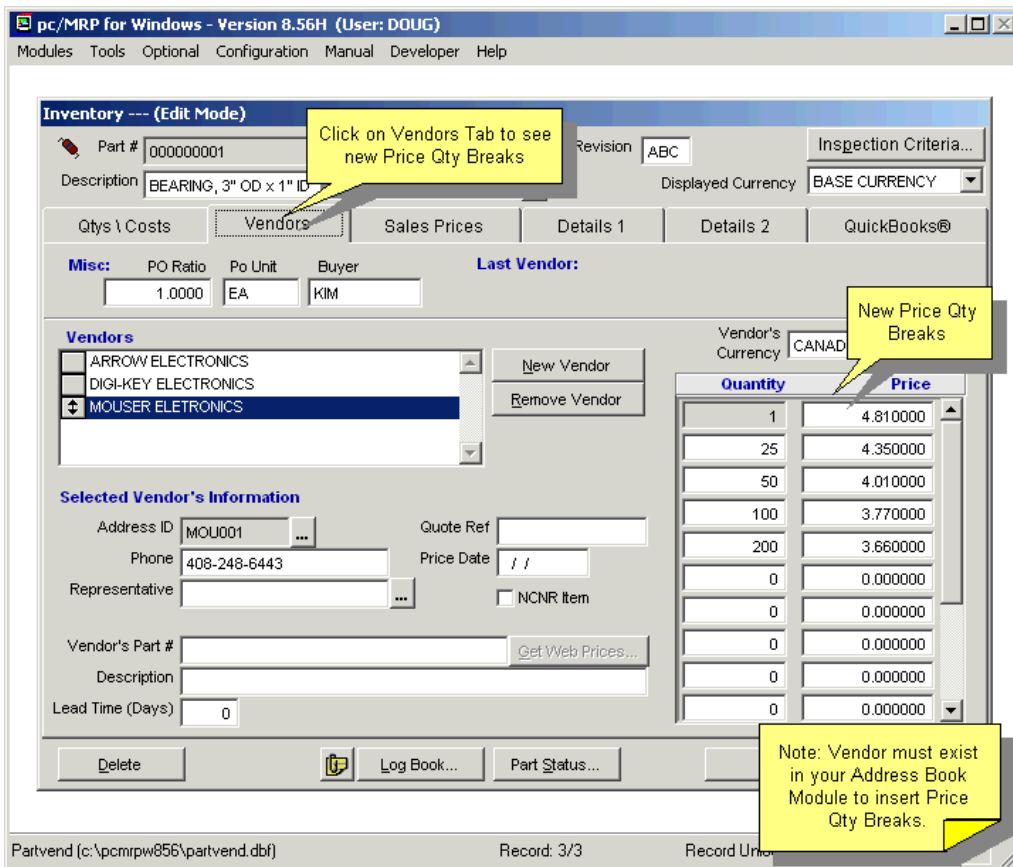 pc/MRP for Windows - Version 8.56H (User: DOUG)
Modules Tools Optional Configuration Manual Developer Help
Inventory --- (Edit Mode)
Click on Vendors Tab to see
new Price Qty Breaks
Part # 000000001
Revision ABC
Inspection Criteria...
Description BEARING, 3" OD x 1" ID
Displayed Currency BASE CURRENCY
Qtys \ Costs Vendors Sales Prices Details 1 Details 2 QuickBooks®
Misc: PO Ratio Po Unit Buyer Last Vendor:
1.0000 EA KIM
New Price Qty
Breaks
Vendors
Vendor's
Currency
ARROW ELECTRONICS
DIGI-KEY ELECTRONICS
MOUSER ELETRONICS
New Vendor
Remove Vendor
Quantity Price
1 4.810000
25 4.350000
50 4.010000
100 3.770000
200 3.660000
0 0.000000
0 0.000000
0 0.000000
0 0.000000
0 0.000000
Selected Vendor's Information
Address ID MOU001 ...
Quote Ref
Phone 408-248-6443
Price Date / /
Representative ...
NCNR Item
Vendor's Part #
Get Web Prices...
Description
Lead Time (Days) 0
Delete Log Book... Part Status...
Note: Vendor must exist
in your Address Book
Module to insert Price
Qty Breaks.
Partvend (c:\pcmrpw856\partvend.dbf) Record: 3/3 Record